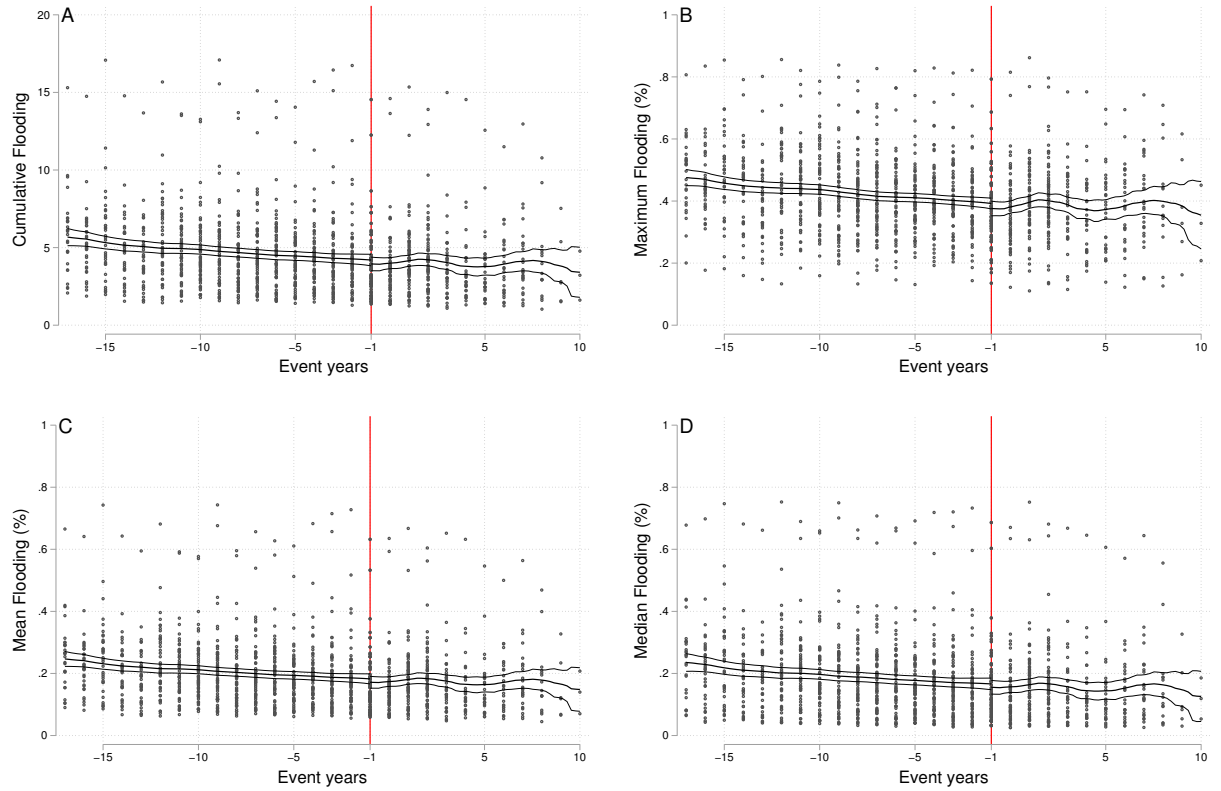 A
20
15
10
5
0
Cumulative Flooding
−15 −10 −5 −1 5 10
Event years
B
1
.8
.6
.4
.2
0
Maximum Flooding (%)
−15 −10 −5 −1 5 10
Event years
C
1
.8
.6
.4
.2
0
Mean Flooding (%)
−15 −10 −5 −1 5 10
Event years
D
1
.8
.6
.4
.2
0
Median Flooding (%)
−15 −10 −5 −1 5 10
Event years